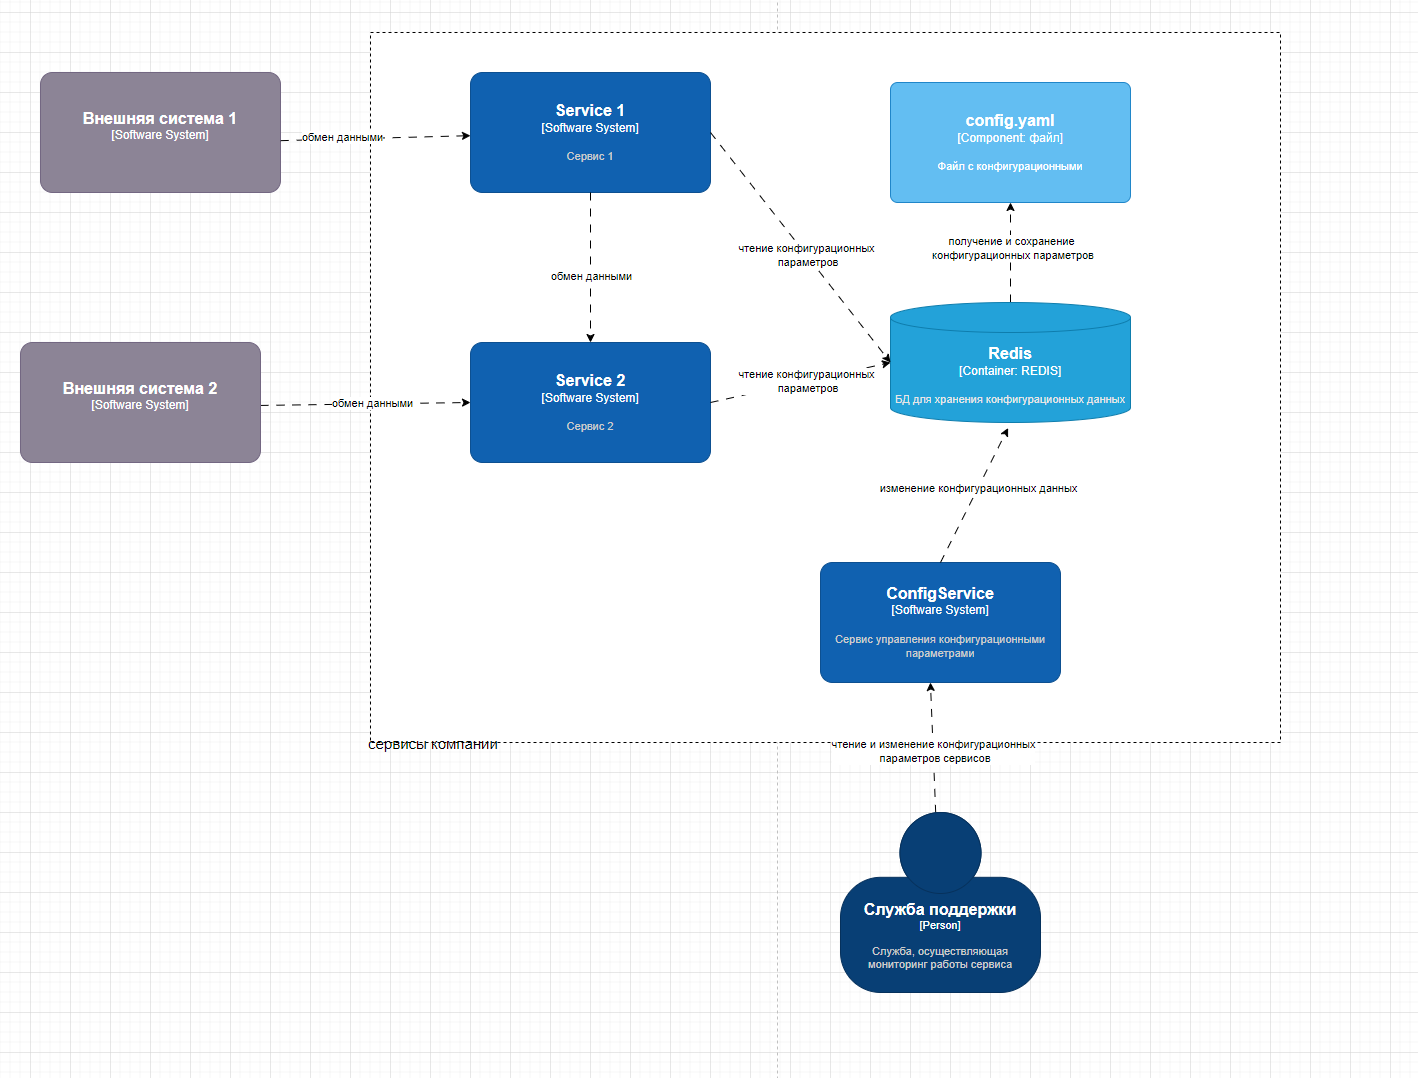 Внешняя система 1
[Software System]
обмен данными
Service 1
[Software System]
Сервис 1
config.yaml
[Component: файл]
Файл с конфигурационными
чтение конфигурационных
параметров
получение и сохранение
конфигурационных параметров
обмен данными
Внешняя система 2
[Software System]
обмен данными
Service 2
[Software System]
Сервис 2
чтение конфигурационных
параметров
Redis
[Container: REDIS]
БД для хранения конфигурационных данных
изменение конфигурационных данных
ConfigService
[Software System]
Сервис управления конфигурационными
параметрами
сервисы компании
чтение и изменение конфигурационных
параметров сервисов
Служба поддержки
[Person]
Служба, осуществляющая
мониторинг работы сервиса